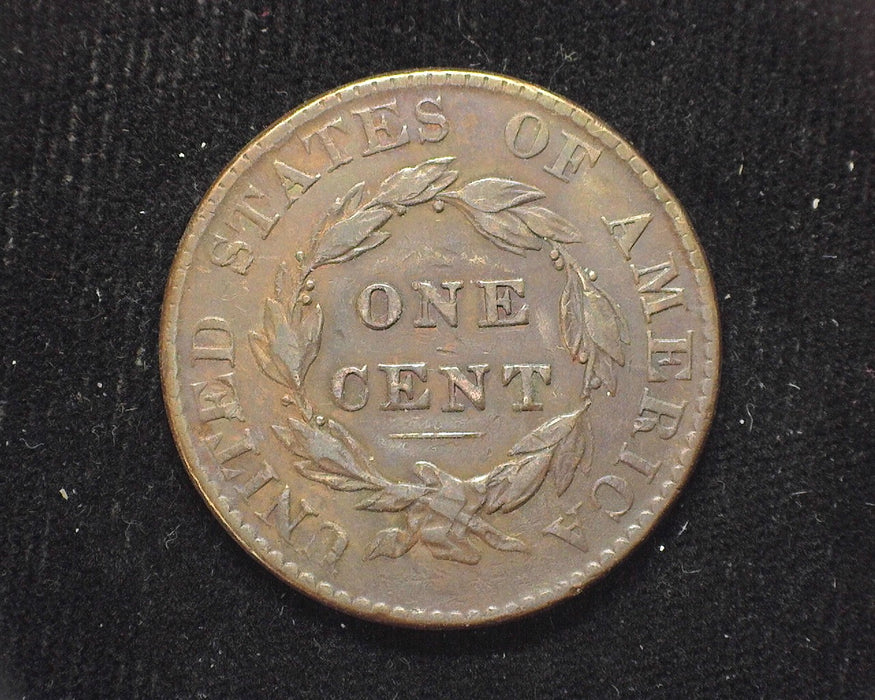 UNITED STATES OF AMERICA
ONE
CENT